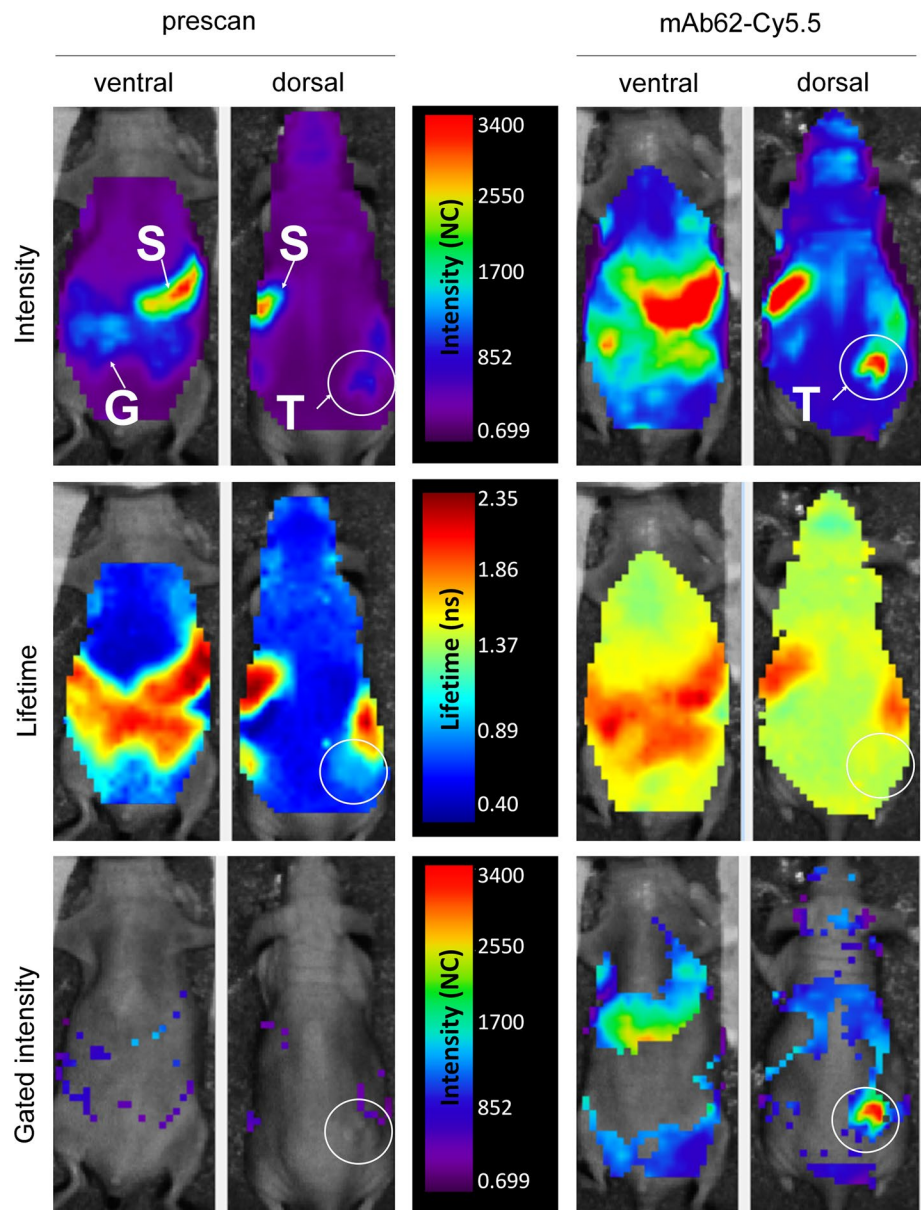 prescan
mAb62-Cy5.5
ventral
dorsal
ventral
dorsal
Intensity
S
G
S
T
3400
2550
1700
852
0.699
Intensity (NC)
T
Lifetime
2.35
1.86
1.37
0.89
0.40
Lifetime (ns)
Gated intensity
3400
2550
1700
852
0.699
Intensity (NC)